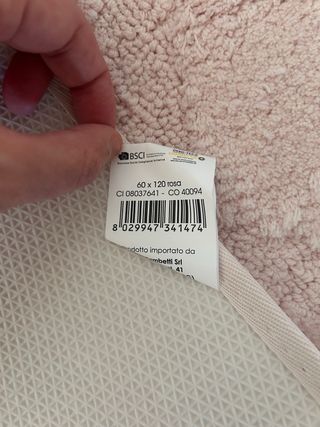 BSCI
60 x 120 rosa
CI 08037641 - CO 40094
8 029947 341474
dotto importato da
mbetti Srl
41